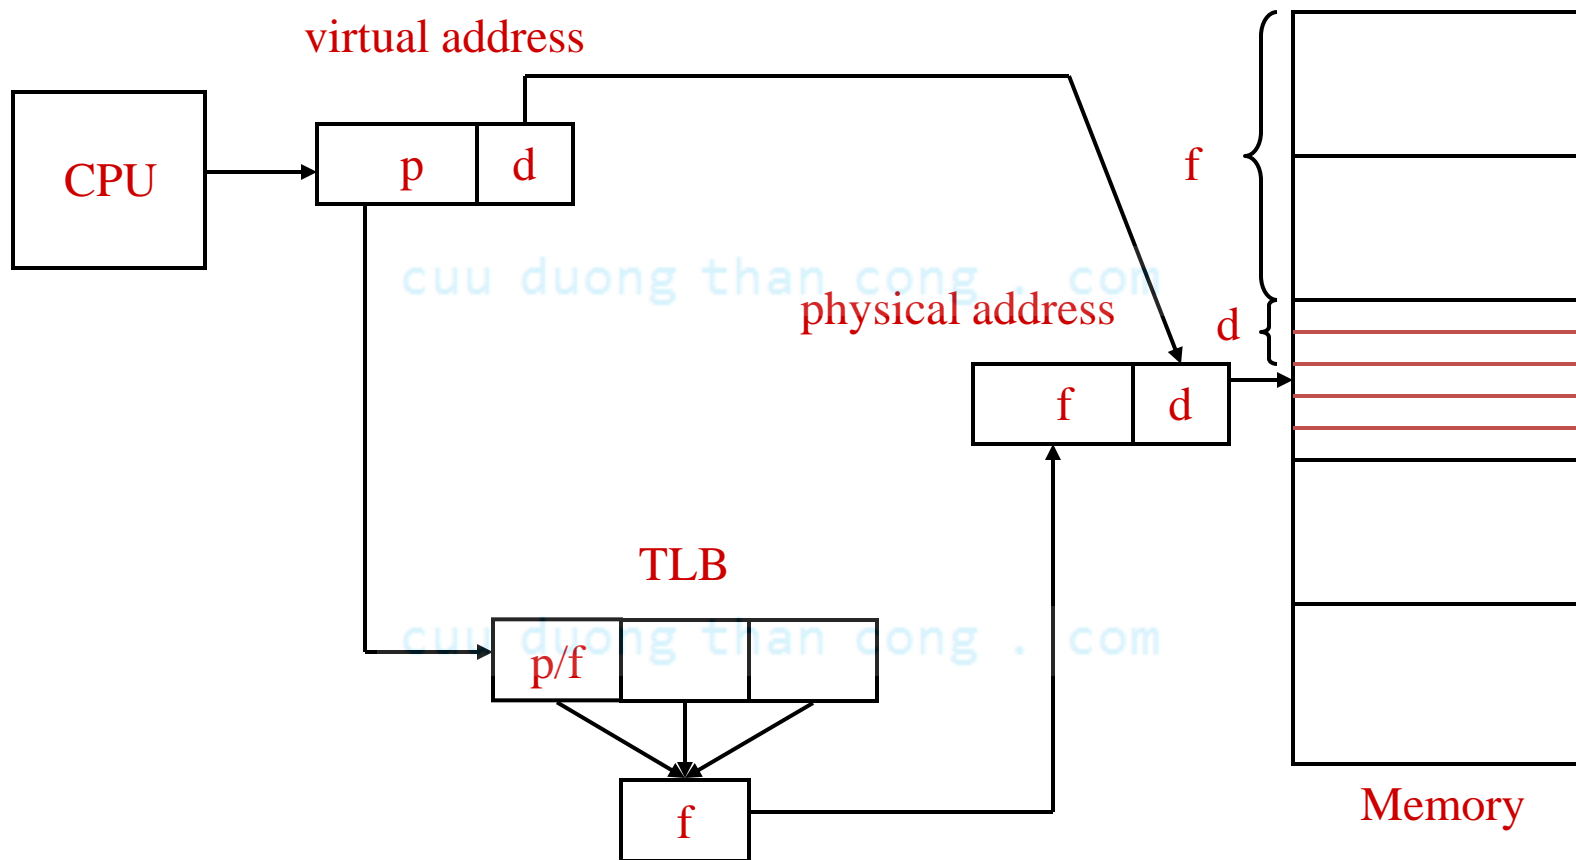 virtual address
CPU
p
d
f
cuu duong than cong . com
physical address
d
f
d
TLB
cuu duong than cong . com
p/f
f
Memory